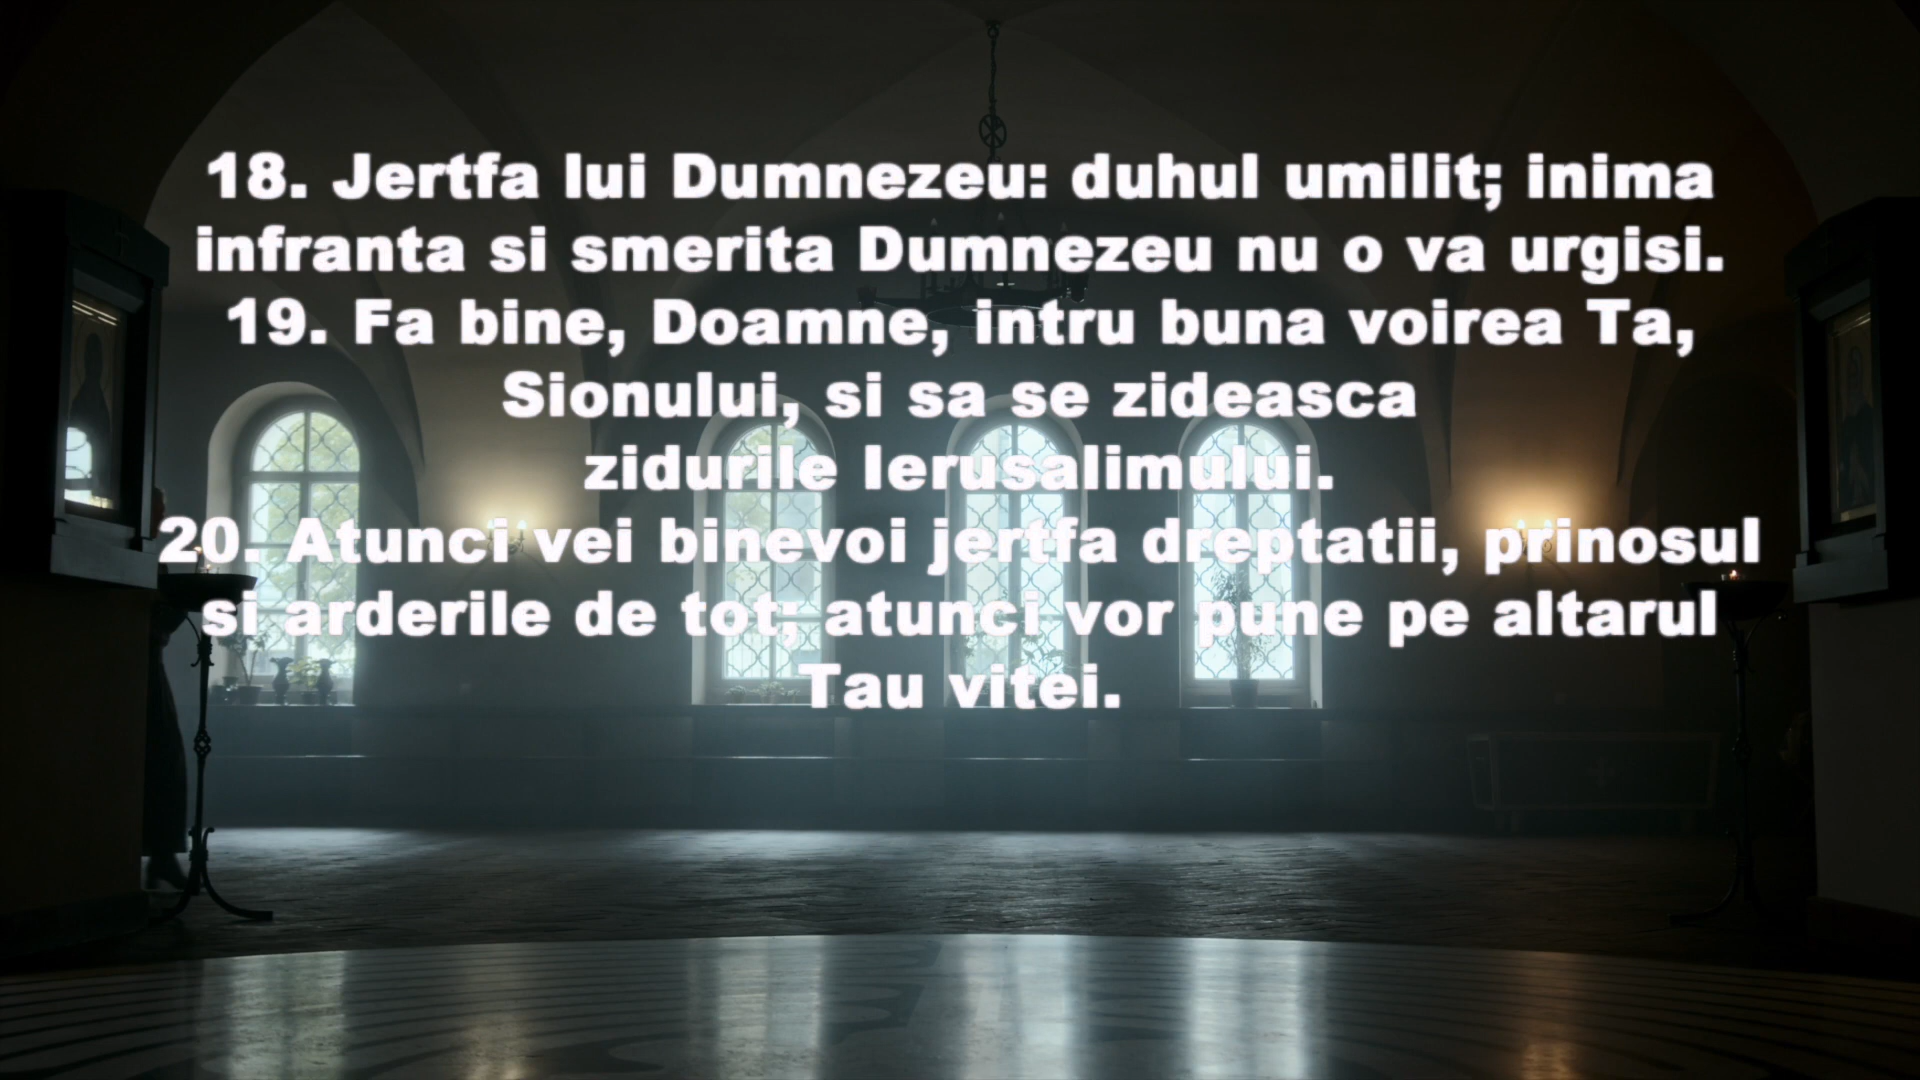 18. Jertfa lui Dumnezeu: duhul umilit; inima
infranta si smerita Dumnezeu nu o va urgisi.
19. Fa bine, Doamne, intru buna voirea Ta,
Sionului, si sa se zideasca
zidurile Ierusalimului.
20. Atunci vei binevoi jertfa dreptatii, prinosul
si arderile de tot; atunci vor pune pe altarul
Tau vitei.